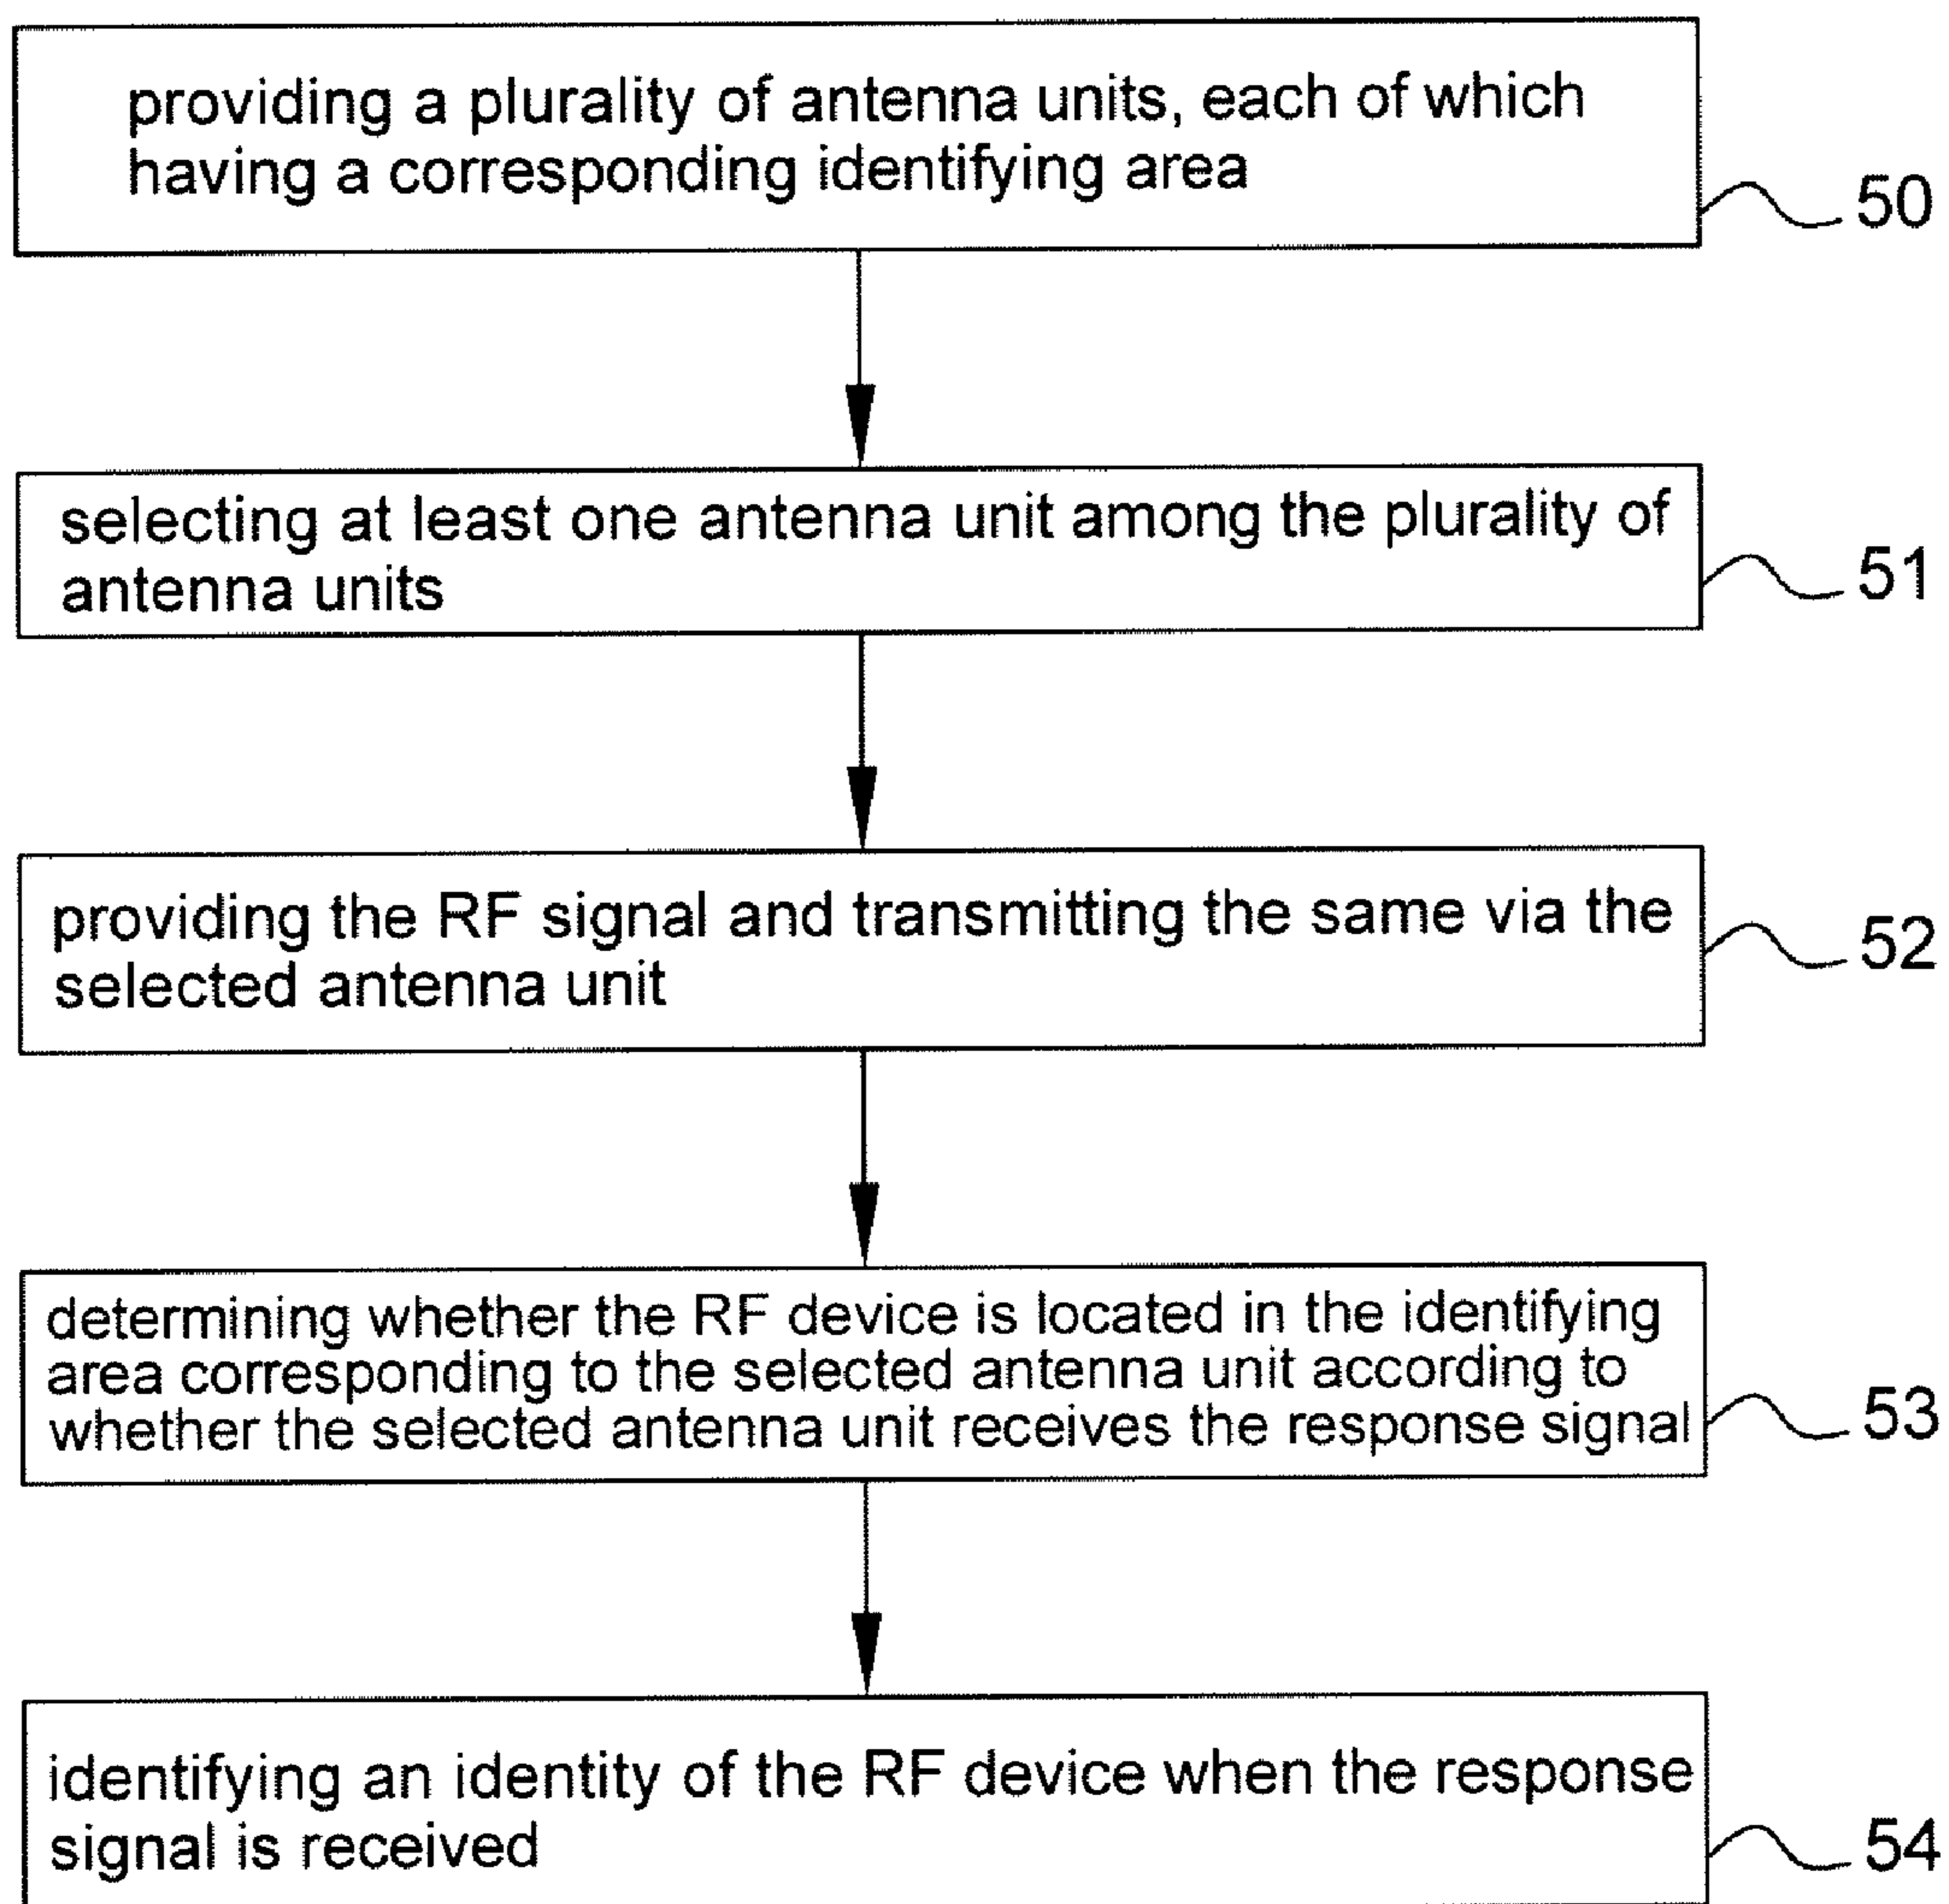 providing a plurality of antenna units, each of which
having a corresponding identifying area
50
selecting at least one antenna unit among the plurality of
antenna units
51
providing the RF signal and transmitting the same via the
selected antenna unit
52
determining whether the RF device is located in the identifying
area corresponding to the selected antenna unit according to
whether the selected antenna unit receives the response signal
53
identifying an identity of the RF device when the response
signal is received
54